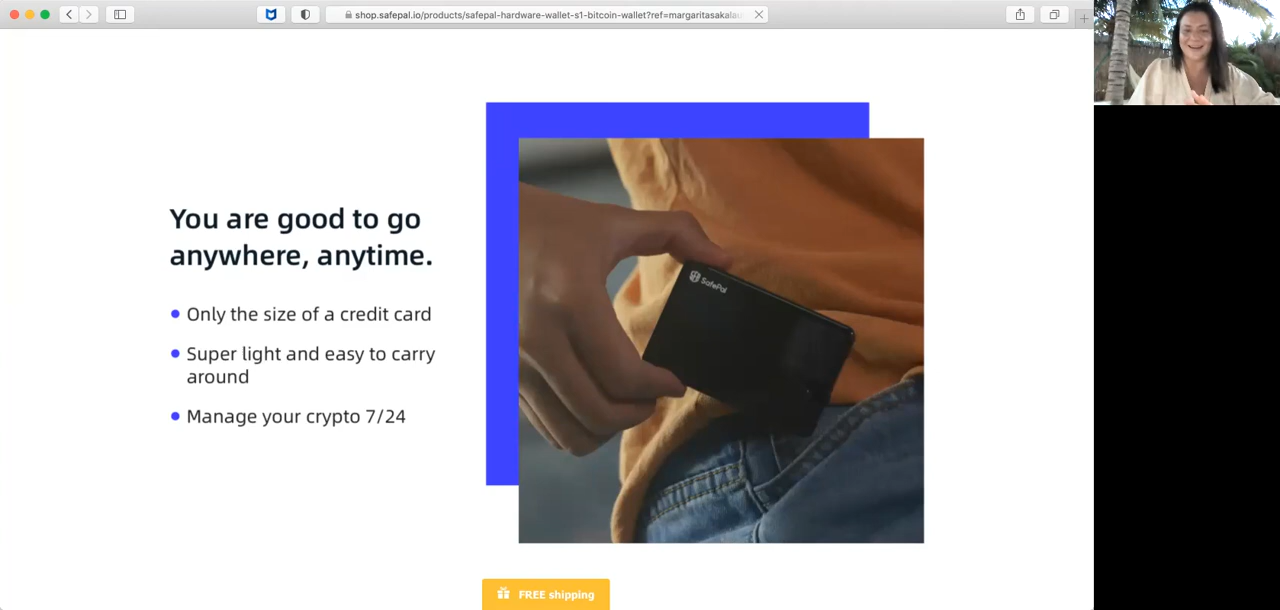 shop.safepal.io/products/safepal-hardware-wallet-s1-bitcoin-wallet?ref=margaritasakala
You are good to go
anywhere, anytime.
Only the size of a credit card
Super light and easy to carry
around
Manage your crypto 7/24
SafePal
FREE shipping